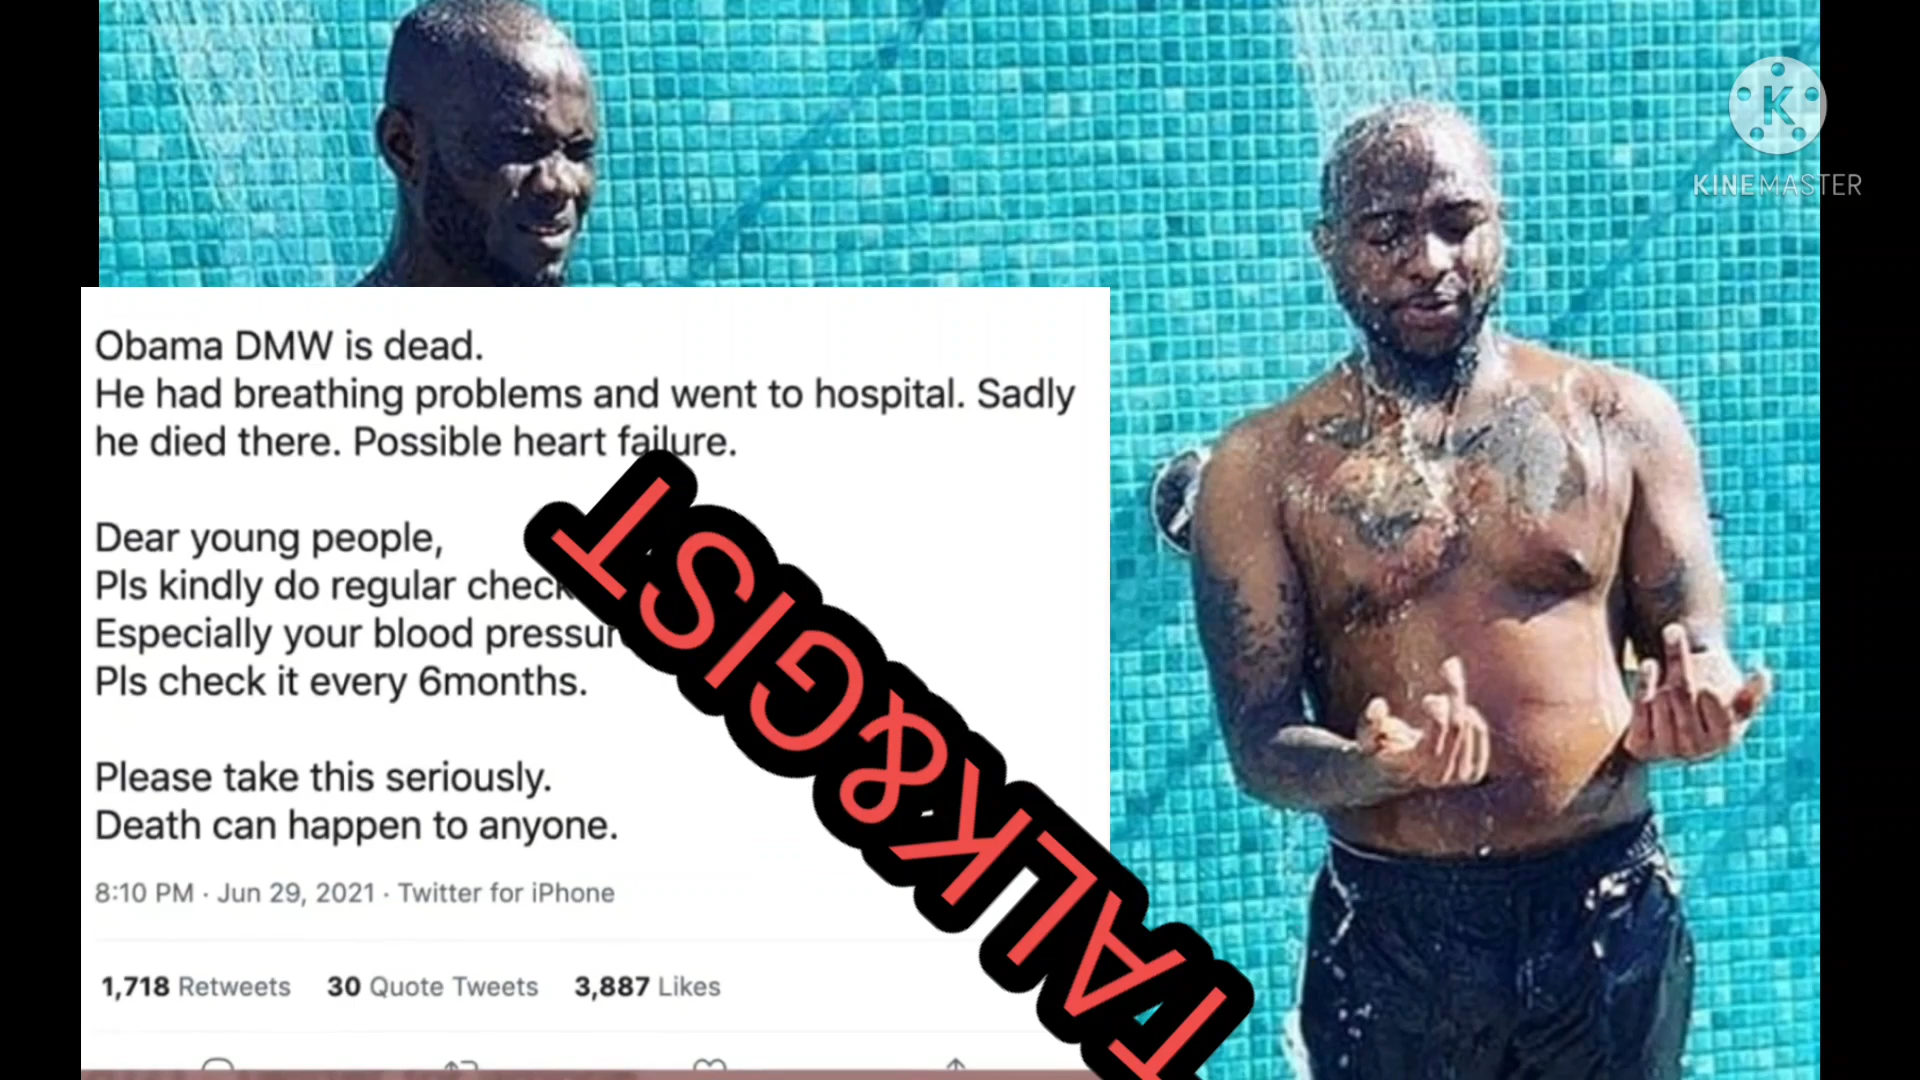 KINEMASTER
Obama DMW is dead.
He had breathing problems and went to hospital. Sadly
he died there. Possible heart failure.
Dear young people,
Pls kindly do regular
Especially your blood
Pls check it every 6months.
Please take this seriously.
Death can happen to anyone.
8:10 PM · Jun 29, 2021 · Twitter for iPhone
1,718 Retweets 30 Quote Tweets 3,887 Likes
TALK&GIST